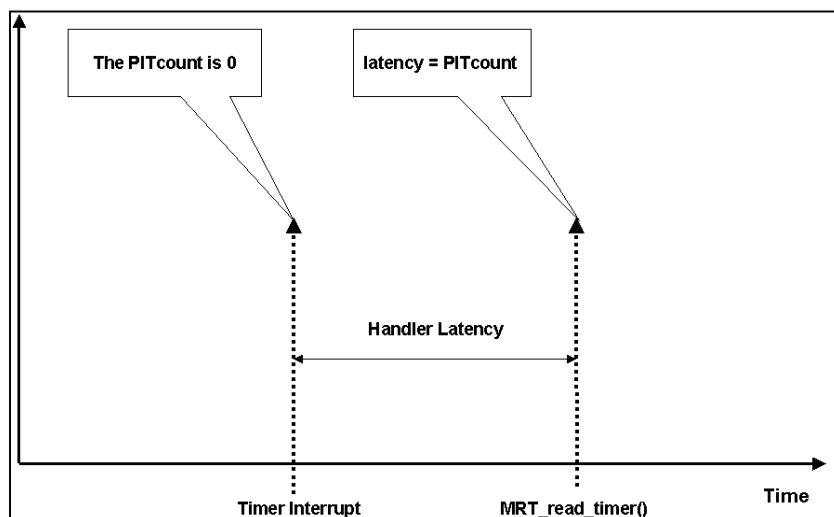 The PITcount is 0
latency = PITcount
Handler Latency
Time
Timer Interrupt
MRT_read_timer()